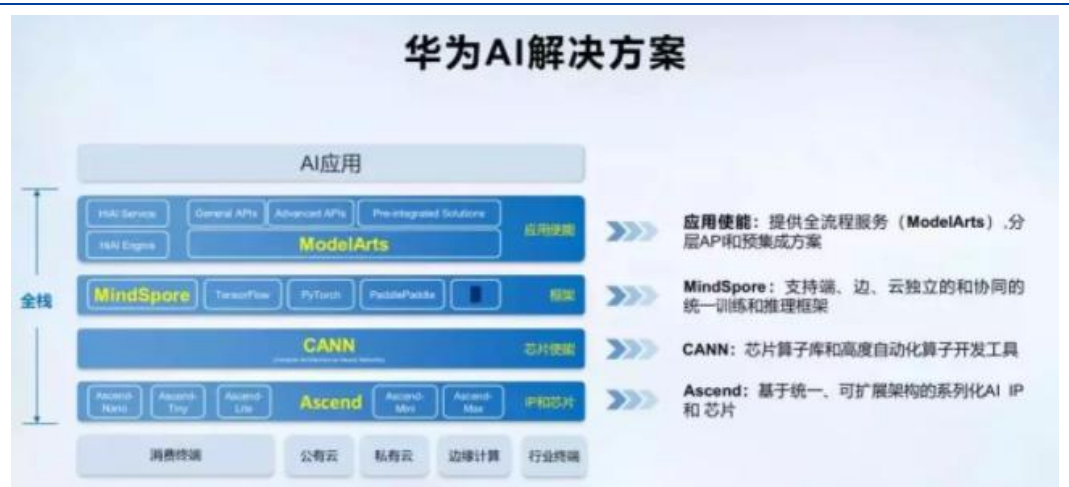 华为AI解决方案
AI应用
HiAI Service
General APIs
Advanced APIs
Pre-integrated Solutions
HiAI Engine
ModelArts
应用使能
应用使能：提供全流程服务（ModelArts）,分
层API和预集成方案
全栈
MindSpore
TensorFlow
PyTorch
PaddlePaddle
框架
MindSpore：支持端、边、云独立的和协同的
统一训练和推理框架
CANN
芯片使能
CANN：芯片算子库和高度自动化算子开发工具
Ascend-
Nano
Ascend-
Tiny
Ascend-
Lite
Ascend
Ascend-
Mini
Ascend-
Max
IP和芯片
Ascend：基于统一、可扩展架构的系列化AI IP
和 芯片
消费终端
公有云
私有云
边缘计算
行业终端